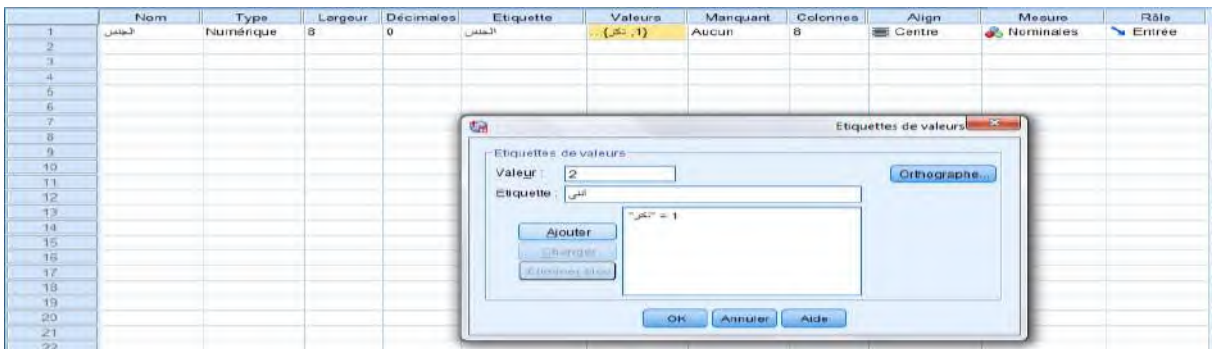 Nom Type Largeur Décimales Etiquette Valeurs Manquant Colonnes Align Mesure Rôle
1 الجنس Numérique 8 0 الجنس {1, ذكر}... Aucun 8 Centre Nominales Entrée
2
3
4
5
6
7
8
9
10
11
12
13
14
15
16
17
18
19
20
21
22
Etiquettes de valeurs
Etiquettes de valeurs
Valeur : 2
Orthographe...
Etiquette : انثى
1 = "ذكر"
Ajouter
Changer
Eliminer
OK Annuler Aide